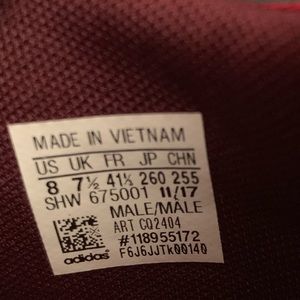 MADE IN VIETNAM
US UK FR JP CHN
8 7½ 41⅓ 260 255
SHW 675001 11/17
MALE/MÂLE
ART CQ2404
#118955172
adidas F6J6JJTk00140